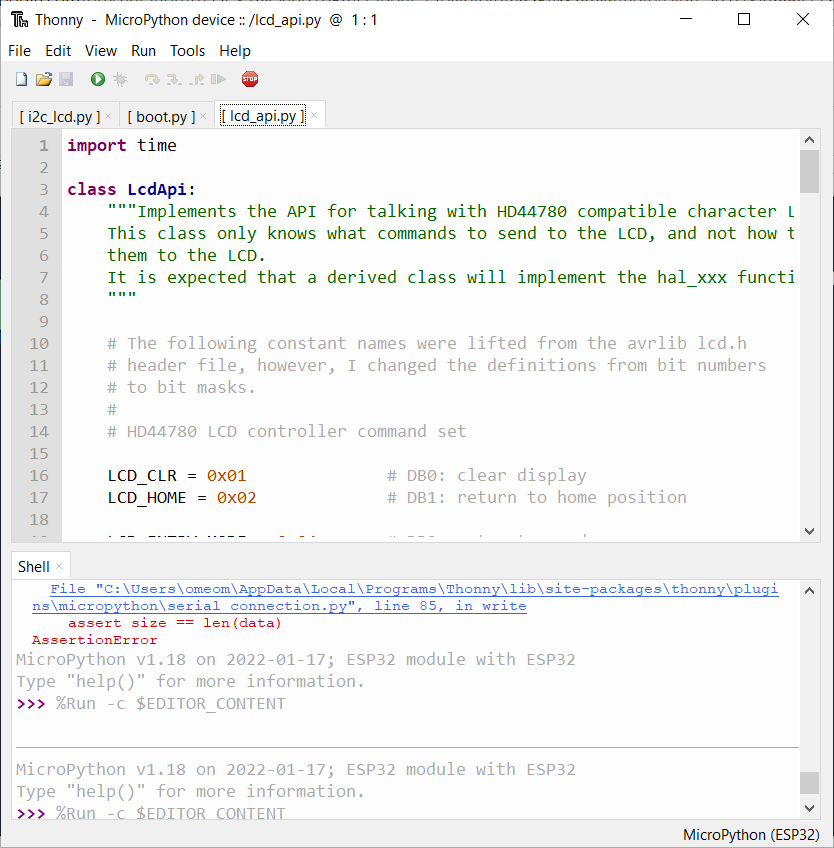 Thonny - MicroPython device :: /lcd_api.py @ 1 : 1
File Edit View Run Tools Help
STOP
[ i2c_lcd.py ] × [ boot.py ] × [ lcd_api.py ] ×
1 import time
2
3 class LcdApi:
4 """Implements the API for talking with HD44780 compatible character L
5 This class only knows what commands to send to the LCD, and not how t
6 them to the LCD.
7 It is expected that a derived class will implement the hal_xxx functi
8 """
9
10 # The following constant names were lifted from the avrlib lcd.h
11 # header file, however, I changed the definitions from bit numbers
12 # to bit masks.
13 #
14 # HD44780 LCD controller command set
15
16 LCD_CLR = 0x01 # DB0: clear display
17 LCD_HOME = 0x02 # DB1: return to home position
18
Shell ×
File "C:\Users\omeom\AppData\Local\Programs\Thonny\lib\site-packages\thonny\plugi
ns\micropython\serial_connection.py", line 85, in write
assert size == len(data)
AssertionError
MicroPython v1.18 on 2022-01-17; ESP32 module with ESP32
Type "help()" for more information.
>>> %Run -c $EDITOR_CONTENT
MicroPython v1.18 on 2022-01-17; ESP32 module with ESP32
Type "help()" for more information.
>>> %Run -c $EDITOR_CONTENT
MicroPython (ESP32)